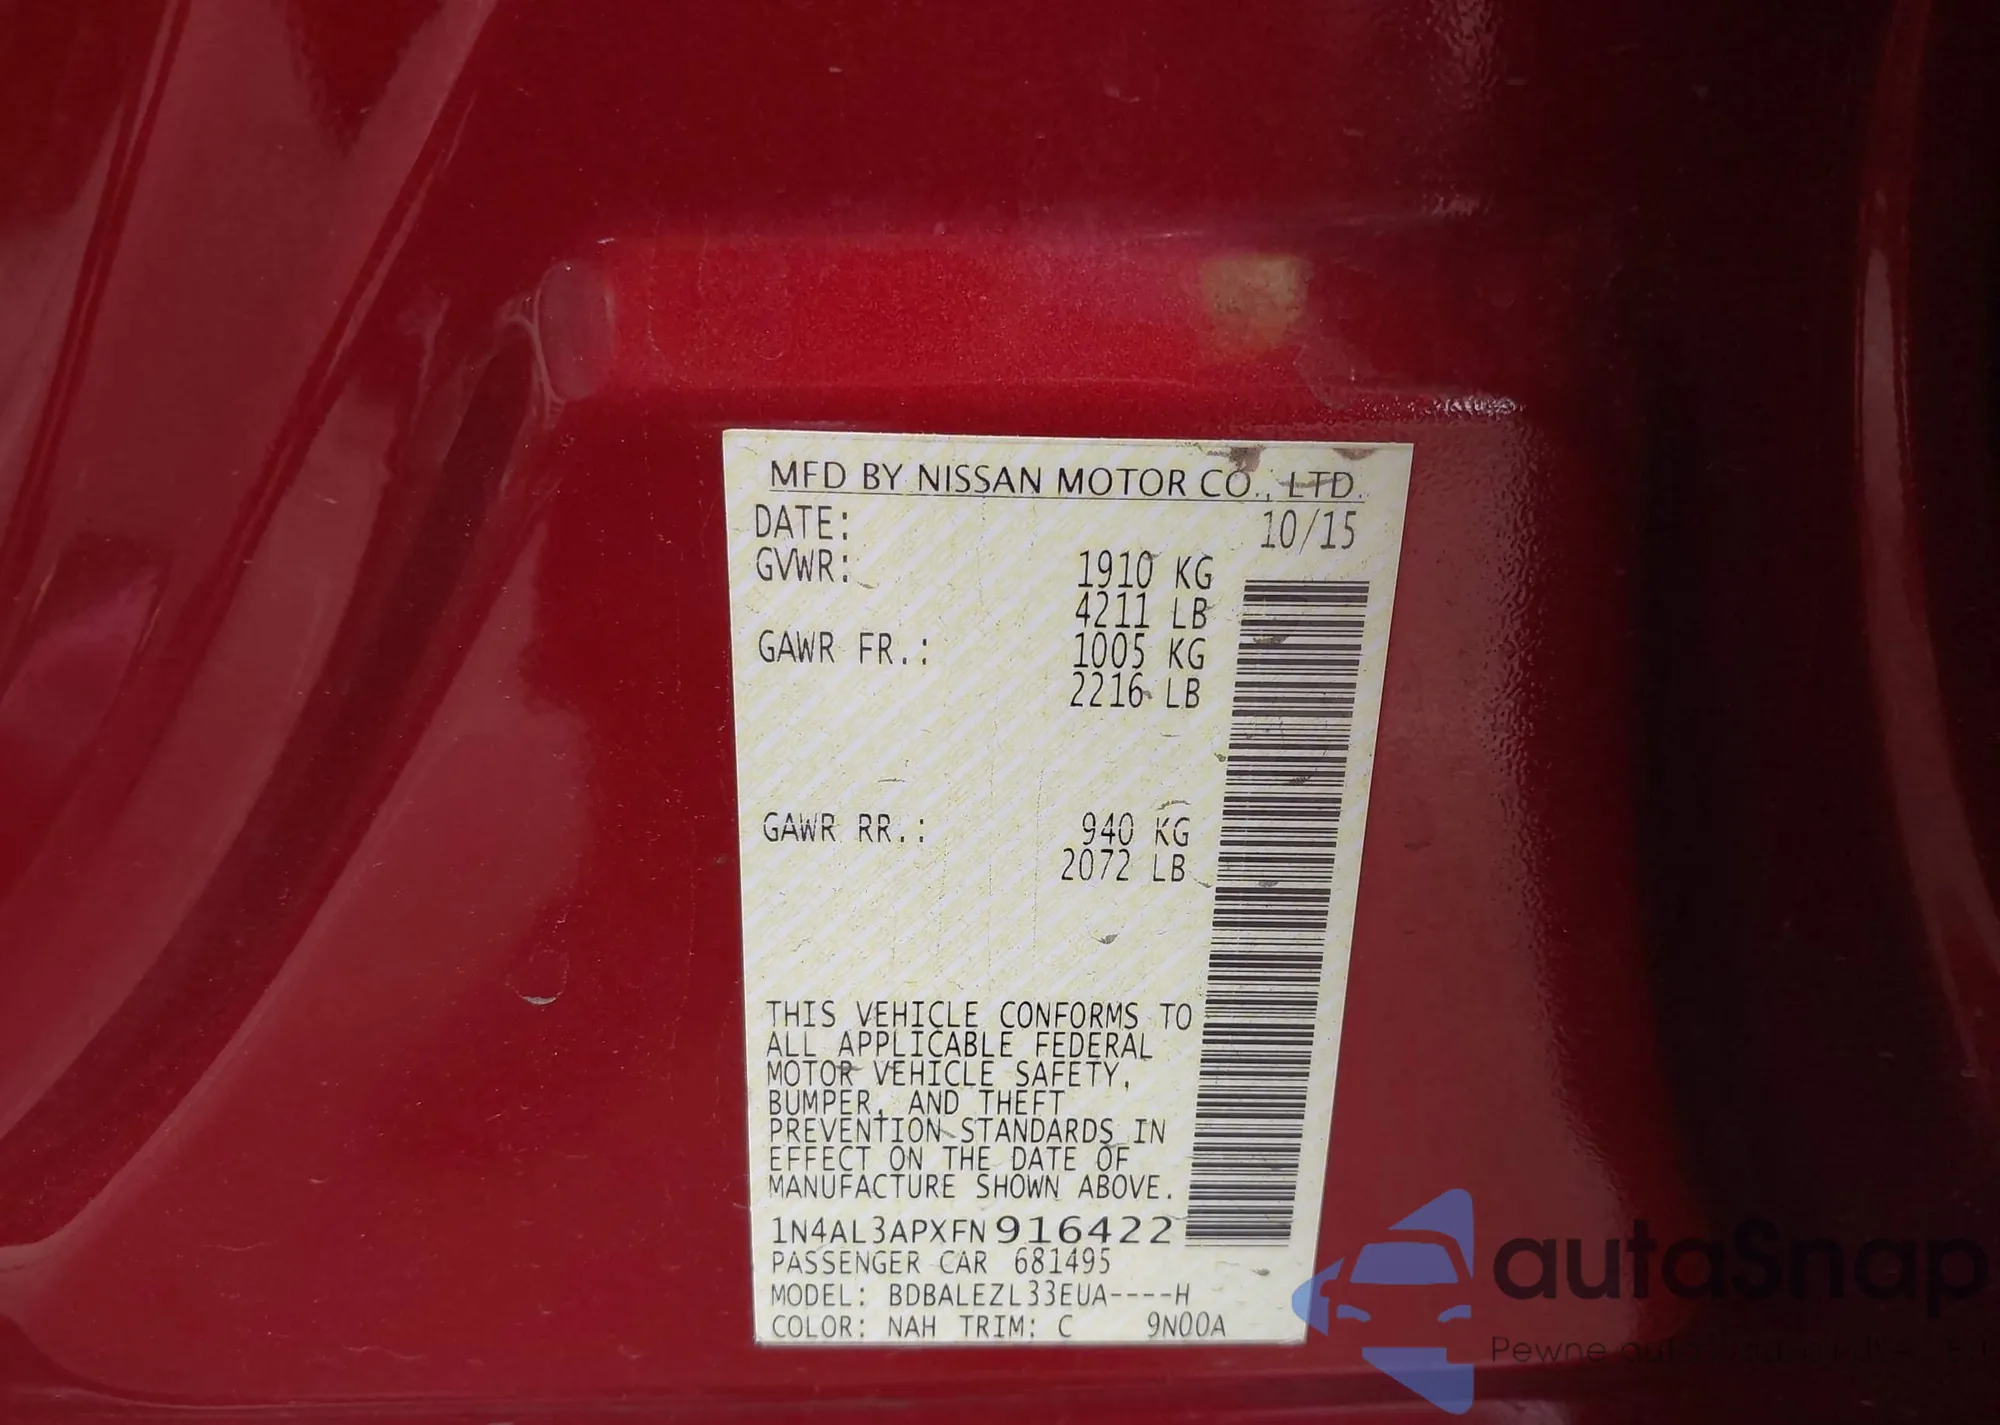 MFD BY NISSAN MOTOR CO., LTD.
DATE: 10/15
GVWR: 1910 KG
4211 LB
GAWR FR.: 1005 KG
2216 LB
GAWR RR.: 940 KG
2072 LB
THIS VEHICLE CONFORMS TO
ALL APPLICABLE FEDERAL
MOTOR VEHICLE SAFETY,
BUMPER, AND THEFT
PREVENTION STANDARDS IN
EFFECT ON THE DATE OF
MANUFACTURE SHOWN ABOVE.
1N4AL3APXFN916422
PASSENGER CAR 681495
MODEL: BDBALEZL33EUA----H
COLOR: NAH TRIM: C 9N00A
autaSnap
Pewne auta